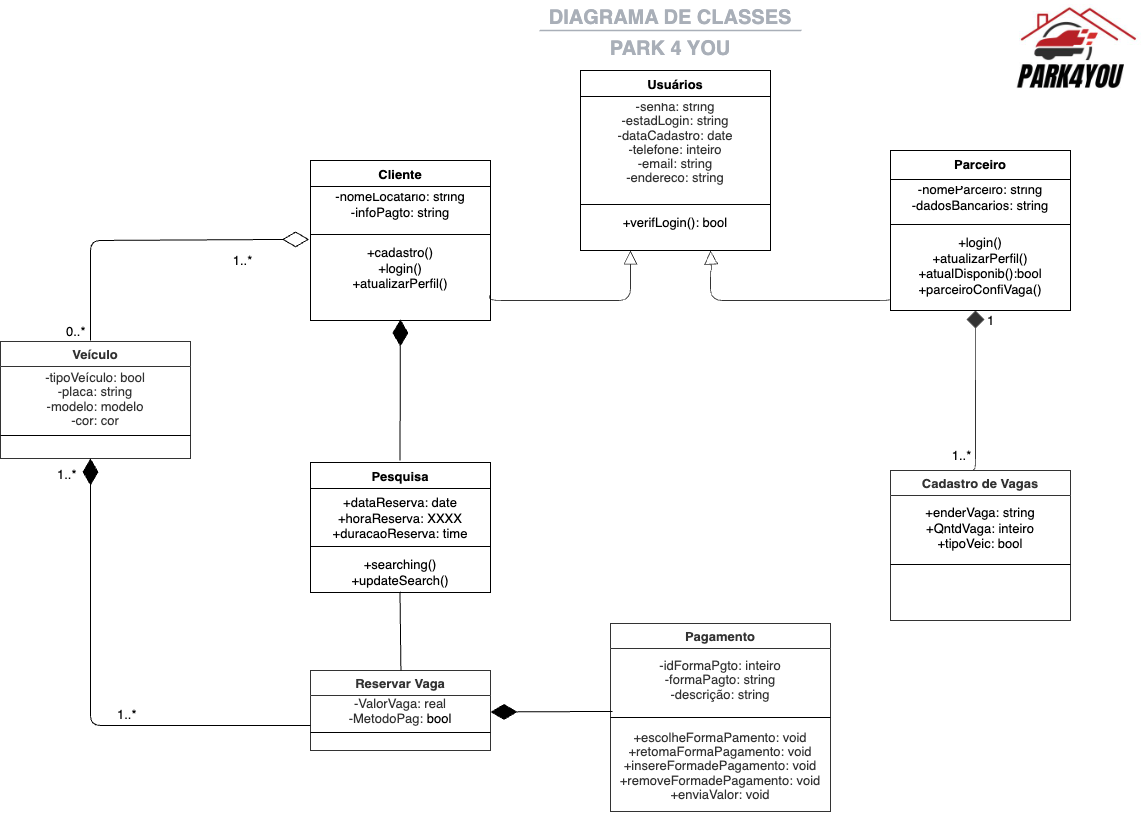 DIAGRAMA DE CLASSES
PARK 4 YOU
PARK4YOU
Usuários
-senha: string
-estadLogin: string
-dataCadastro: date
-telefone: inteiro
-email: string
-endereco: string
+verifLogin(): bool
Cliente
-nomeLocatario: string
-infoPagto: string
+cadastro()
+login()
+atualizarPerfil()
Parceiro
-nomeParceiro: string
-dadosBancarios: string
+login()
+atualizarPerfil()
+atualDisponib():bool
+parceiroConfiVaga()
1..*
0..*
1
Veículo
-tipoVeículo: bool
-placa: string
-modelo: modelo
-cor: cor
1..*
1..*
Pesquisa
+dataReserva: date
+horaReserva: XXXX
+duracaoReserva: time
+searching()
+updateSearch()
1..*
Cadastro de Vagas
+enderVaga: string
+QntdVaga: inteiro
+tipoVeic: bool
Reservar Vaga
-ValorVaga: real
-MetodoPag: bool
Pagamento
-idFormaPgto: inteiro
-formaPagto: string
-descrição: string
+escolheFormaPamento: void
+retomaFormaPagamento: void
+insereFormadePagamento: void
+removeFormadePagamento: void
+enviaValor: void